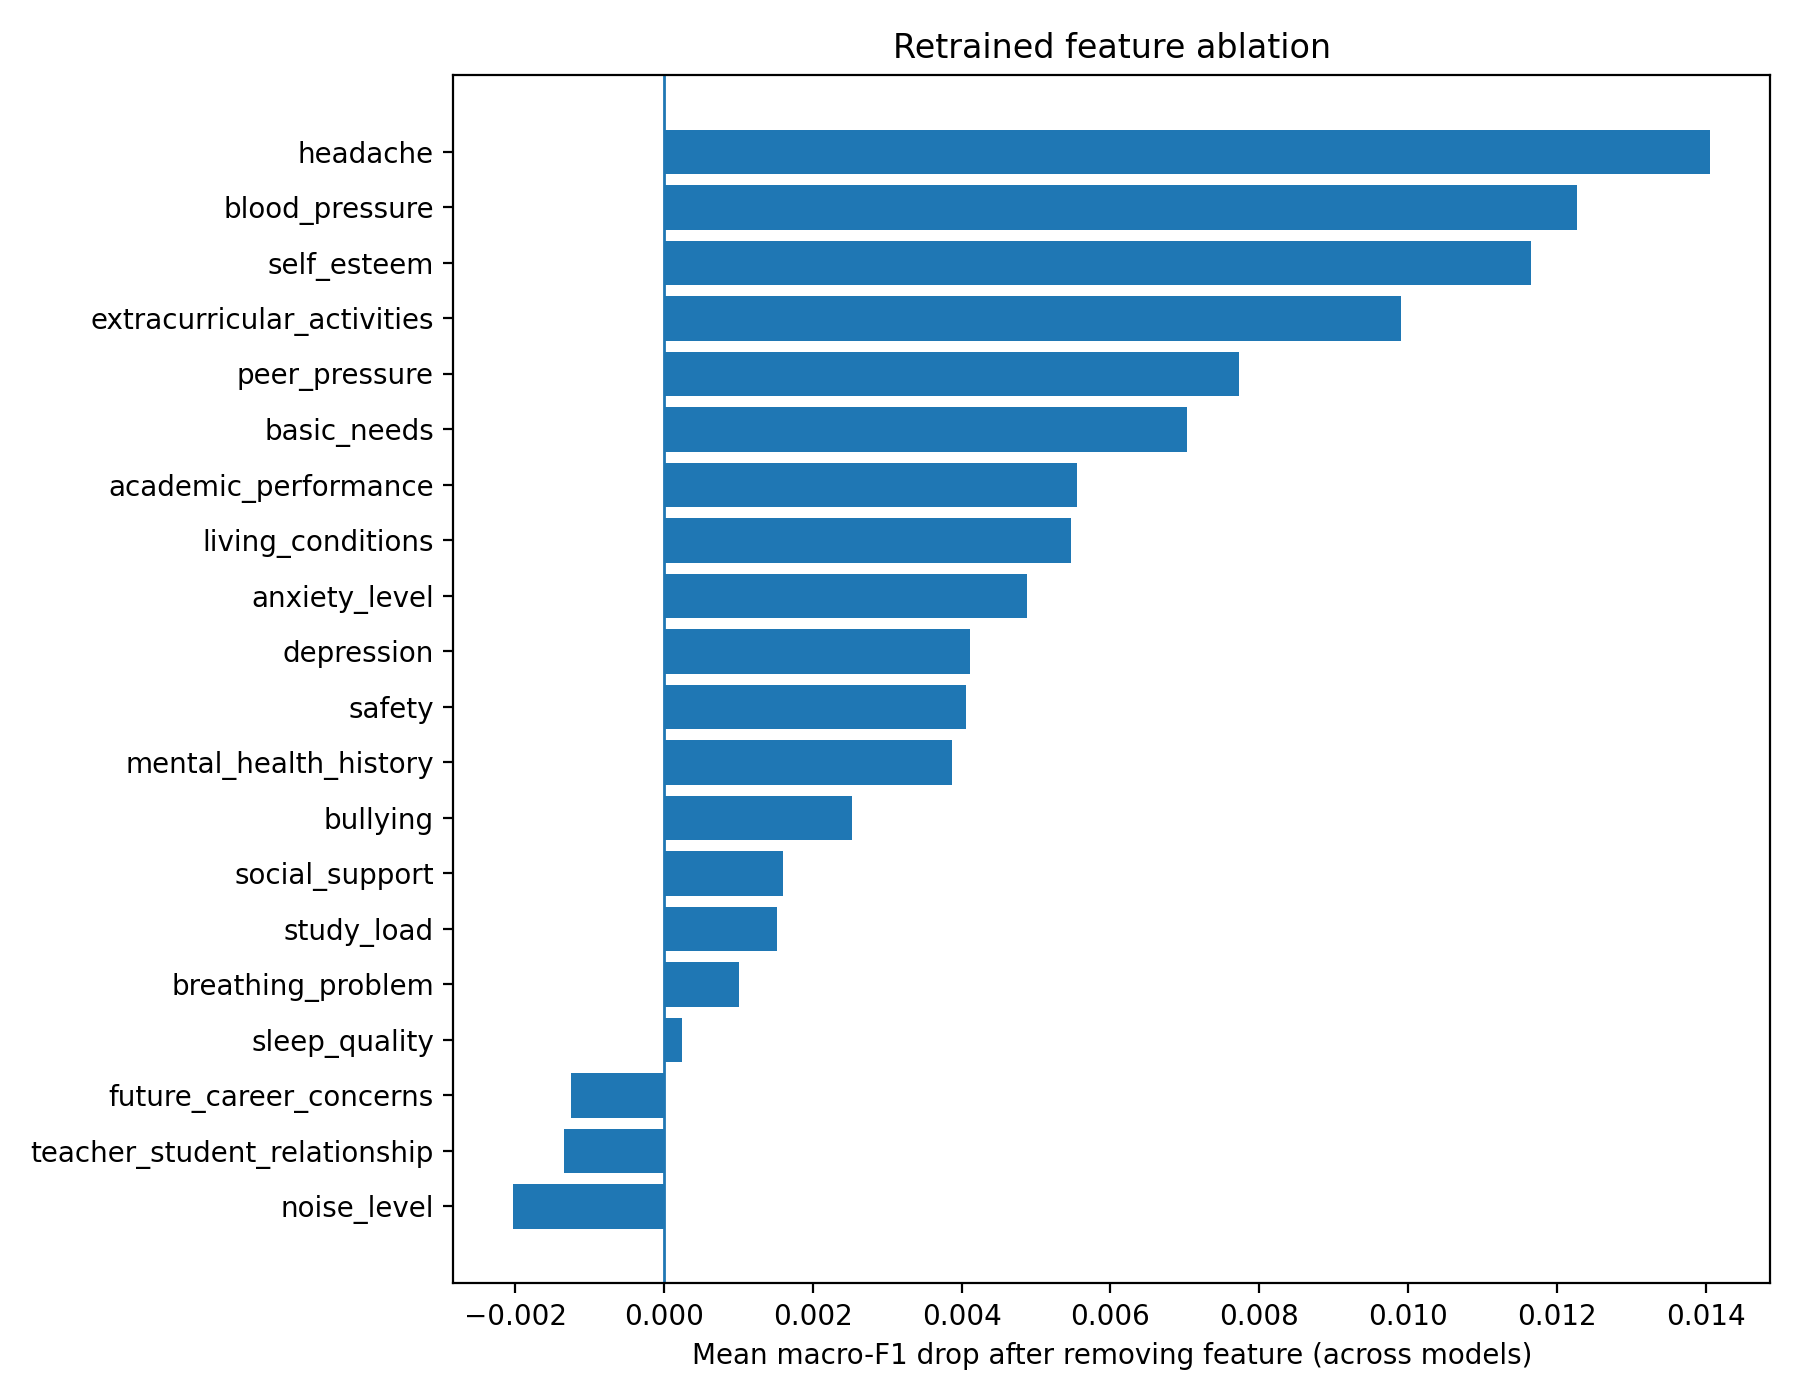 Retrained feature ablation
headache
blood_pressure
self_esteem
extracurricular_activities
peer_pressure
basic_needs
academic_performance
living_conditions
anxiety_level
depression
safety
mental_health_history
bullying
social_support
study_load
breathing_problem
sleep_quality
future_career_concerns
teacher_student_relationship
noise_level
−0.002 0.000 0.002 0.004 0.006 0.008 0.010 0.012 0.014
Mean macro-F1 drop after removing feature (across models)